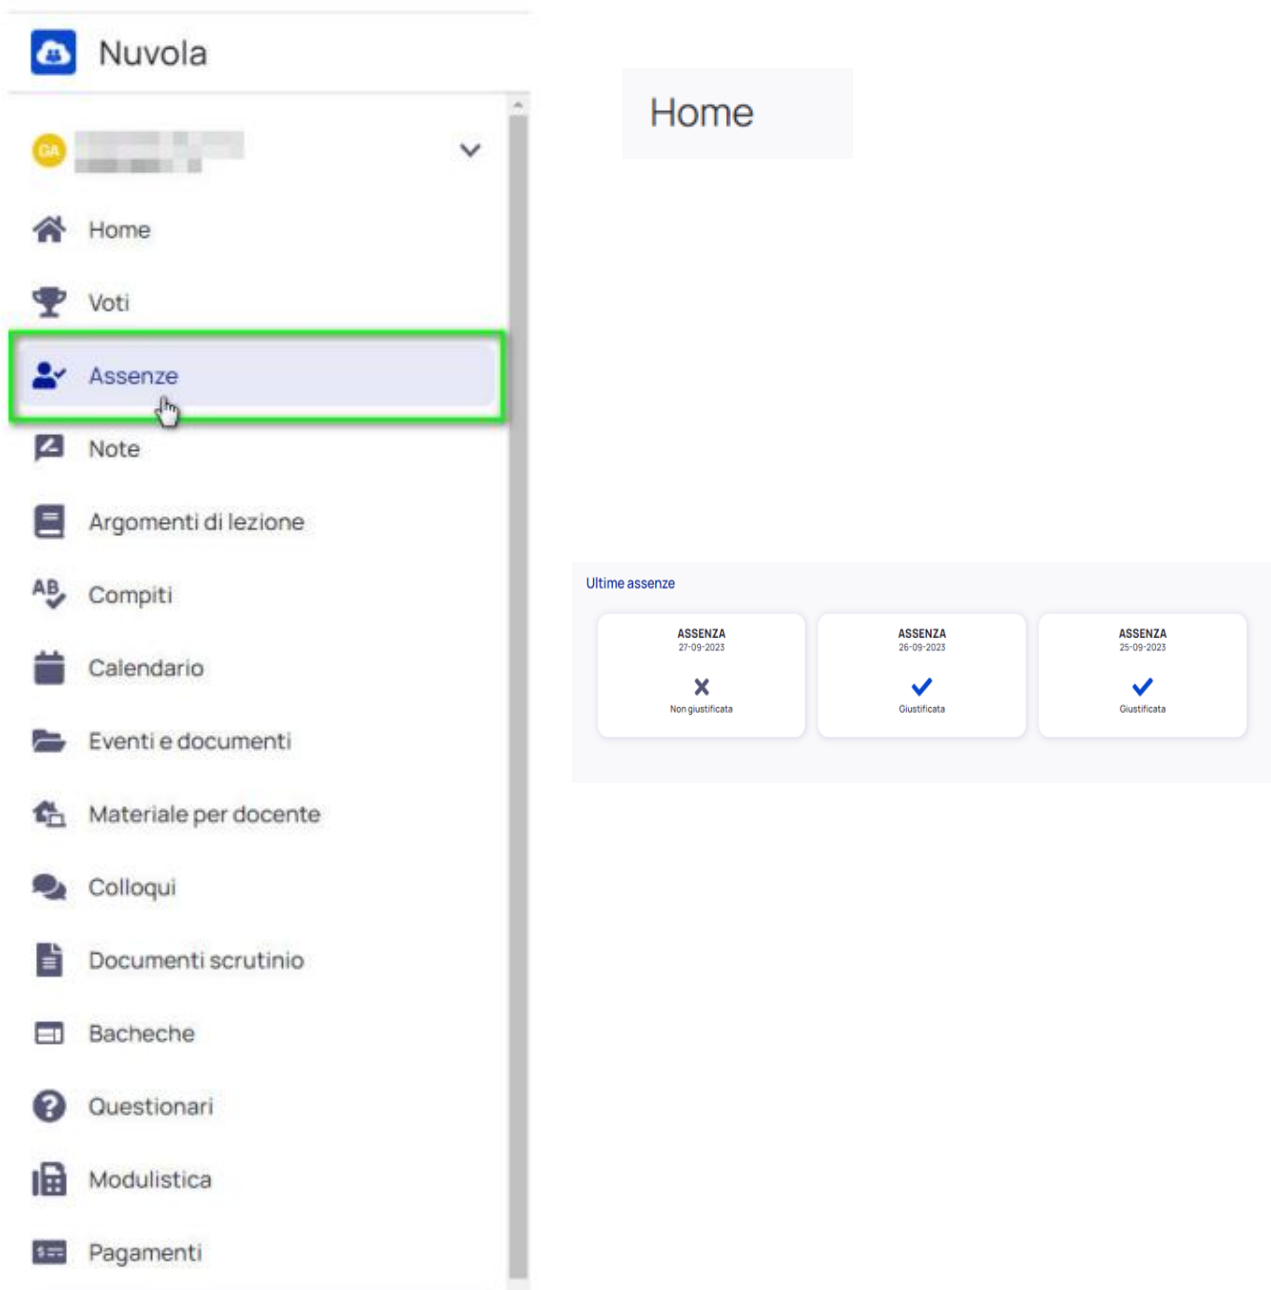 Nuvola
GA
Home
Voti
Assenze
Note
Argomenti di lezione
AB
Compiti
Calendario
Eventi e documenti
Materiale per docente
Colloqui
Documenti scrutinio
Bacheche
Questionari
Modulistica
Pagamenti
Home
Ultime assenze
ASSENZA
27-09-2023
Non giustificata
ASSENZA
26-09-2023
Giustificata
ASSENZA
25-09-2023
Giustificata